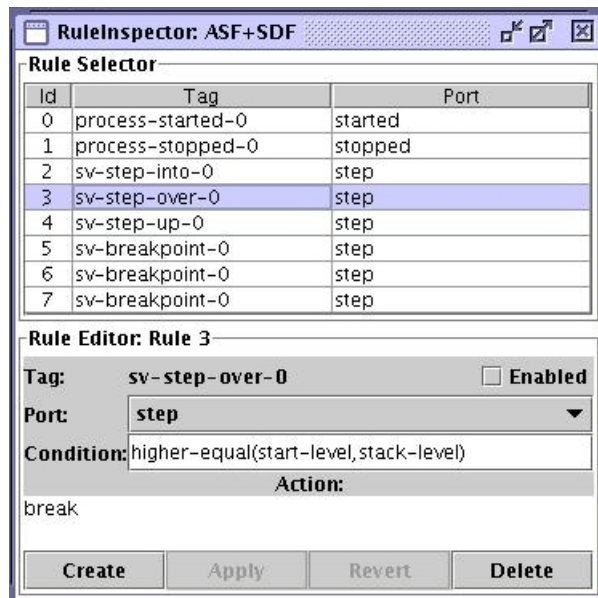 RuleInspector: ASF+SDF
Rule Selector
Id Tag Port
0 process-started-0 started
1 process-stopped-0 stopped
2 sv-step-into-0 step
3 sv-step-over-0 step
4 sv-step-up-0 step
5 sv-breakpoint-0 step
6 sv-breakpoint-0 step
7 sv-breakpoint-0 step
Rule Editor: Rule 3
Tag: sv-step-over-0 Enabled
Port: step
Condition: higher-equal(start-level,stack-level)
Action:
break
Create Apply Revert Delete